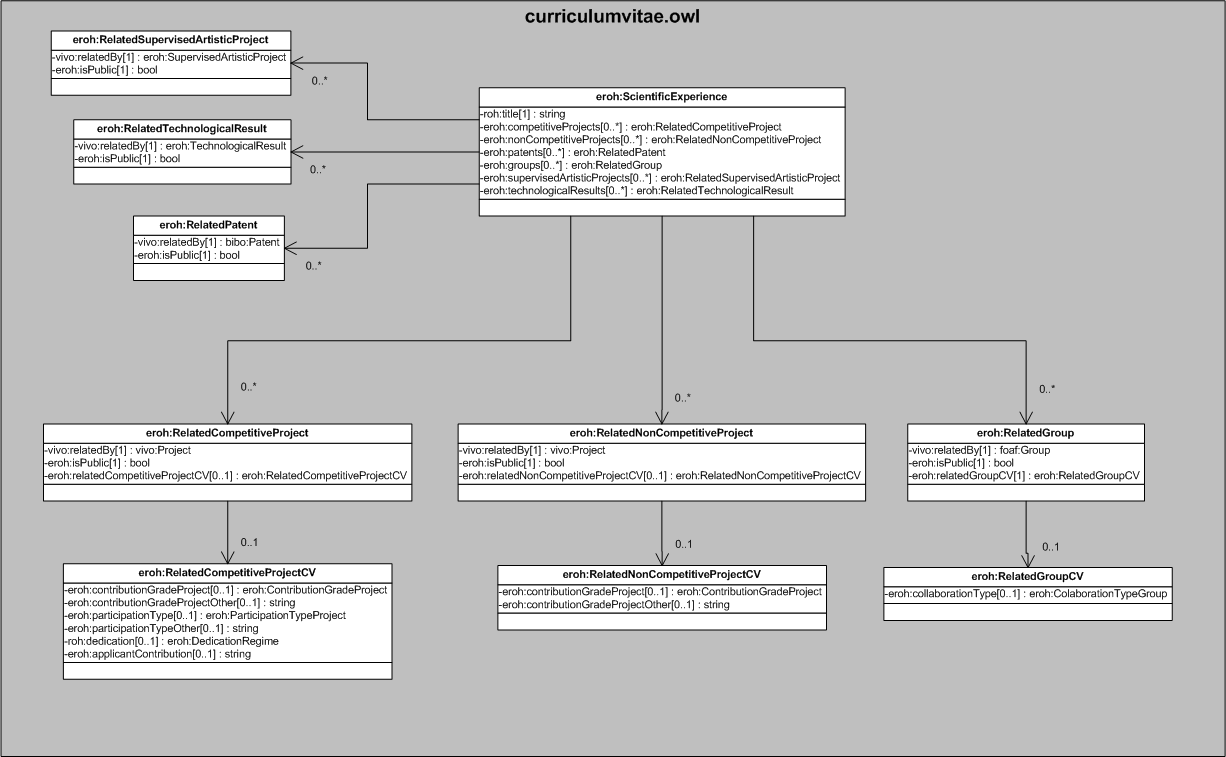 curriculumvitae.owl
eroh:RelatedSupervisedArtisticProject
-vivo:relatedBy[1] : eroh:SupervisedArtisticProject
-eroh:isPublic[1] : bool
0..*
eroh:RelatedTechnologicalResult
-vivo:relatedBy[1] : eroh:TechnologicalResult
-eroh:isPublic[1] : bool
0..*
eroh:RelatedPatent
-vivo:relatedBy[1] : bibo:Patent
-eroh:isPublic[1] : bool
0..*
eroh:ScientificExperience
-roh:title[1] : string
-eroh:competitiveProjects[0..*] : eroh:RelatedCompetitiveProject
-eroh:nonCompetitiveProjects[0..*] : eroh:RelatedNonCompetitiveProject
-eroh:patents[0..*] : eroh:RelatedPatent
-eroh:groups[0..*] : eroh:RelatedGroup
-eroh:supervisedArtisticProjects[0..*] : eroh:RelatedSupervisedArtisticProject
-eroh:technologicalResults[0..*] : eroh:RelatedTechnologicalResult
0..*
0..*
0..*
eroh:RelatedCompetitiveProject
-vivo:relatedBy[1] : vivo:Project
-eroh:isPublic[1] : bool
-eroh:relatedCompetitiveProjectCV[0..1] : eroh:RelatedCompetitiveProjectCV
eroh:RelatedNonCompetitiveProject
-vivo:relatedBy[1] : vivo:Project
-eroh:isPublic[1] : bool
-eroh:relatedNonCompetitiveProjectCV[0..1] : eroh:RelatedNonCompetitiveProjectCV
eroh:RelatedGroup
-vivo:relatedBy[1] : foaf:Group
-eroh:isPublic[1] : bool
-eroh:relatedGroupCV[1] : eroh:RelatedGroupCV
0..1
0..1
0..1
eroh:RelatedCompetitiveProjectCV
-eroh:contributionGradeProject[0..1] : eroh:ContributionGradeProject
-eroh:contributionGradeProjectOther[0..1] : string
-eroh:participationType[0..1] : eroh:ParticipationTypeProject
-eroh:participationTypeOther[0..1] : string
-roh:dedication[0..1] : eroh:DedicationRegime
-eroh:applicantContribution[0..1] : string
eroh:RelatedNonCompetitiveProjectCV
-eroh:contributionGradeProject[0..1] : eroh:ContributionGradeProject
-eroh:contributionGradeProjectOther[0..1] : string
eroh:RelatedGroupCV
-eroh:collaborationType[0..1] : eroh:ColaborationTypeGroup